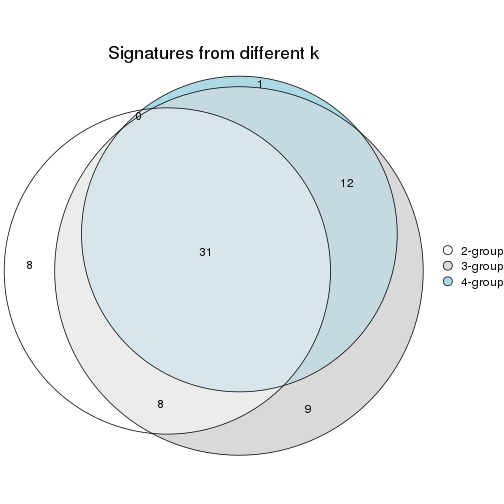 Signatures from different k
1
0
12
31
8
8
9
2-group
3-group
4-group